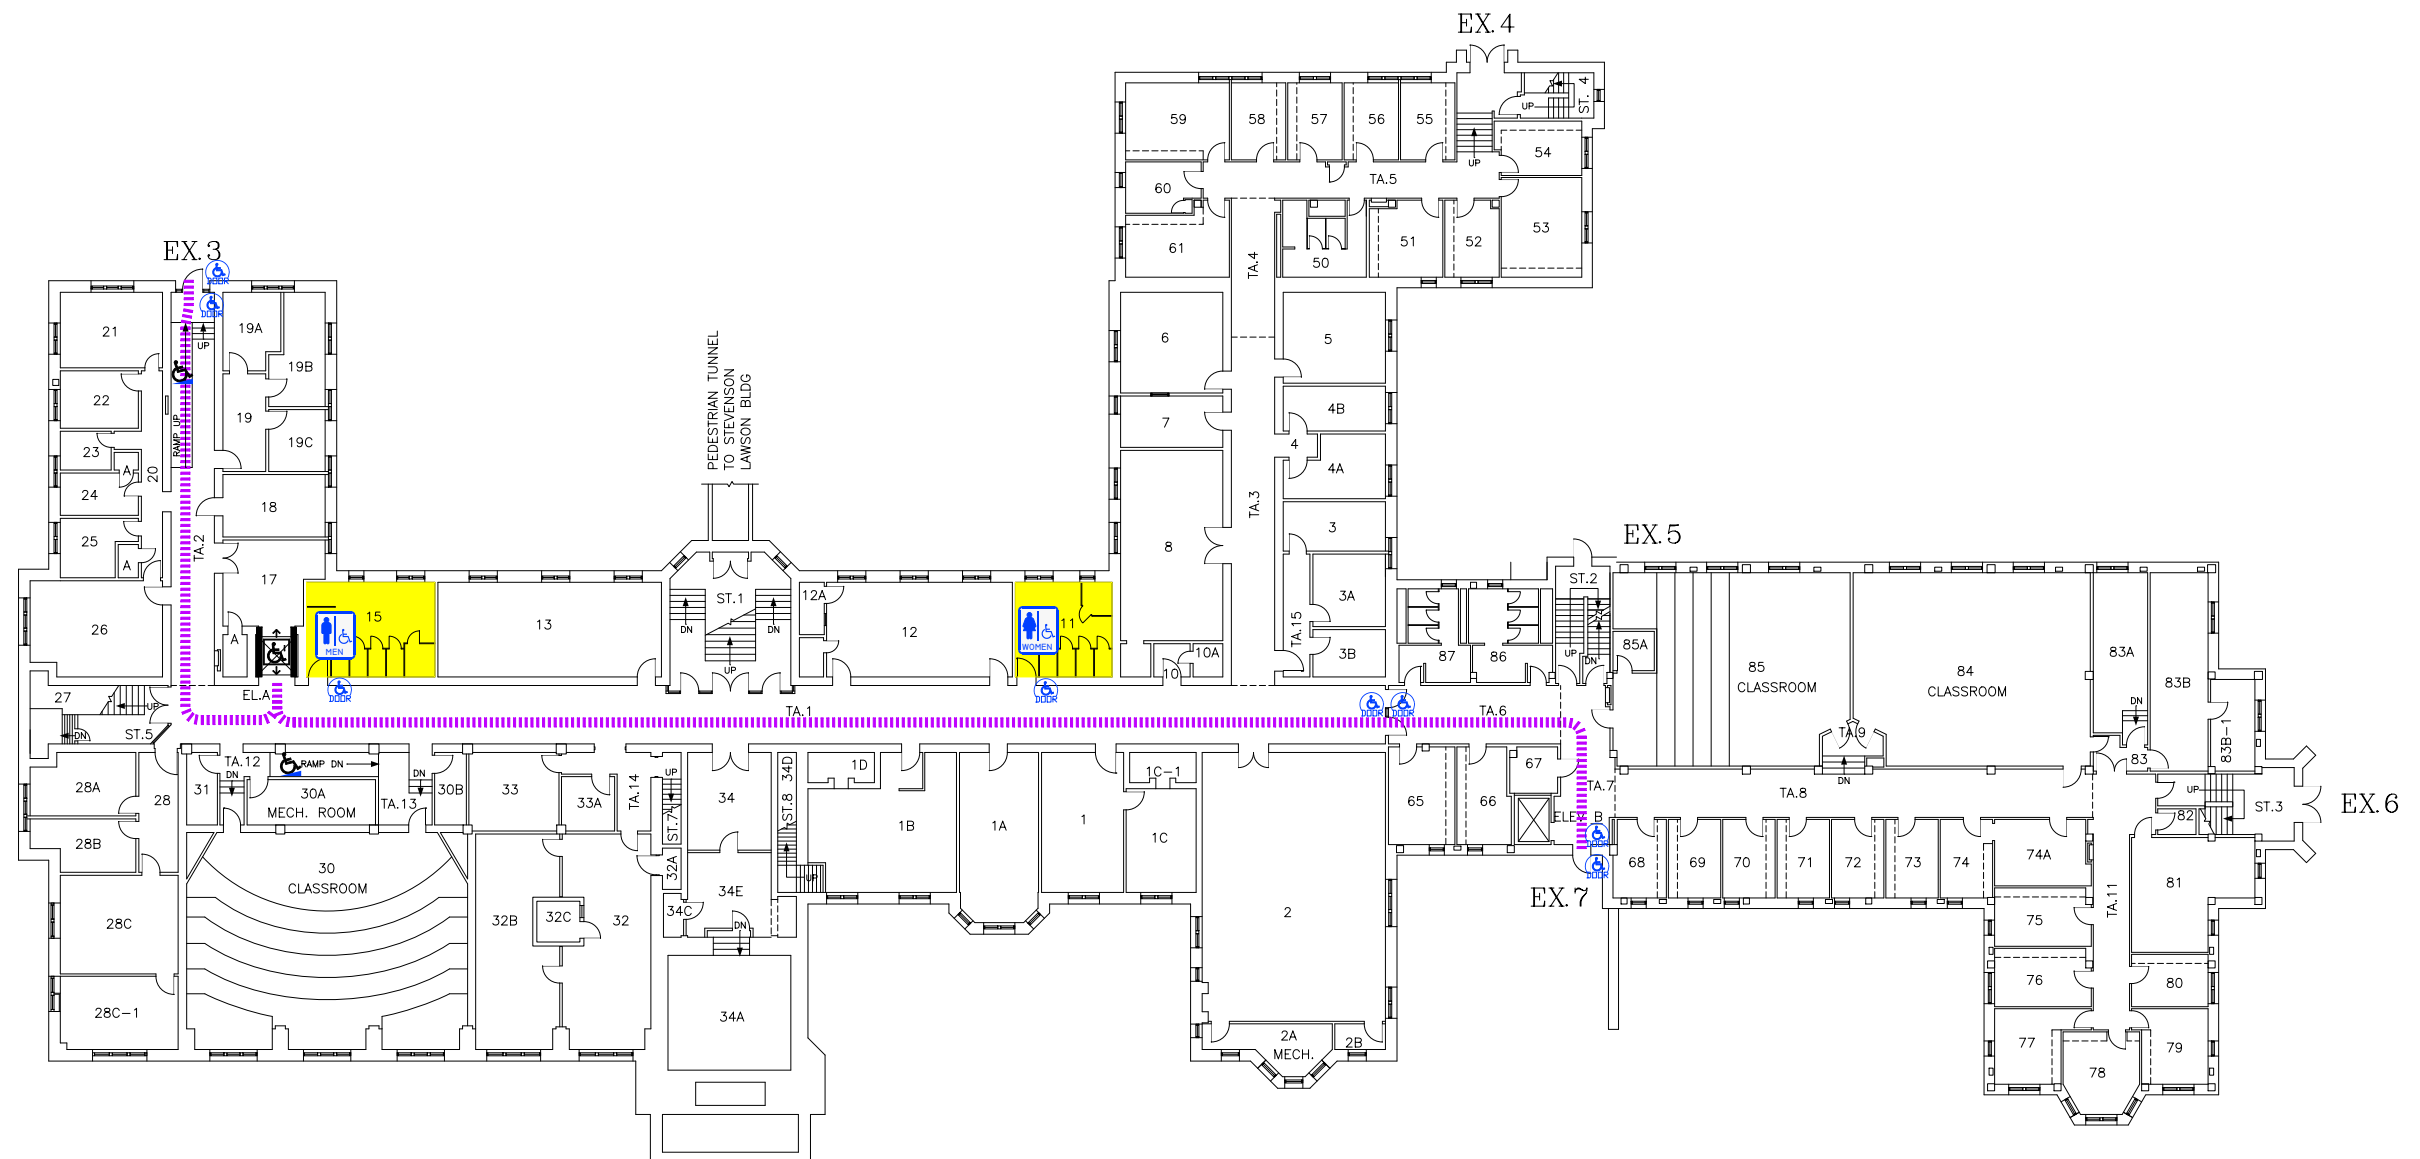 EX.4
ST. 4
UP
59
58
57
56
55
54
UP
60
TA.5
53
61
50
51
52
TA.4
EX.3
DOOR
DOOR
21
19A
UP
19B
6
5
22
RAMP UP
19
PEDESTRIAN TUNNEL
TO STEVENSON
LAWSON BLDG
7
4B
23
19C
4
A
20
4A
24
TA.3
18
3
25
TA.2
8
A
17
EX.5
ST.2
15
ST.1
12A
3A
26
13
12
11
TA.15
DN
DN
A
MEN
UP
WOMEN
10A
3B
87
86
UP
DN
85A
85
CLASSROOM
84
CLASSROOM
83A
83B
10
27
UP
EL.A
DOOR
DOOR
DOOR
DOOR
TA.1
TA.6
DN
83B-1
DN
ST.5
TA.9
83
TA.12
RAMP DN
DN
DN
UP
34D
1D
1C-1
67
DN
28A
28
31
30A
MECH. ROOM
TA.13
30B
33
33A
TA.14
34
65
66
TA.7
TA.8
UP
ST.3
EX.6
28B
ST.7
ST.8
1B
1A
1
1C
ELEV. B
DOOR
82
30
CLASSROOM
32A
UP
DOOR
68
69
70
71
72
73
74
74A
81
34E
EX.7
28C
32B
32C
32
34C
DN
2
75
TA.11
76
80
28C-1
34A
2A
MECH.
2B
77
78
79